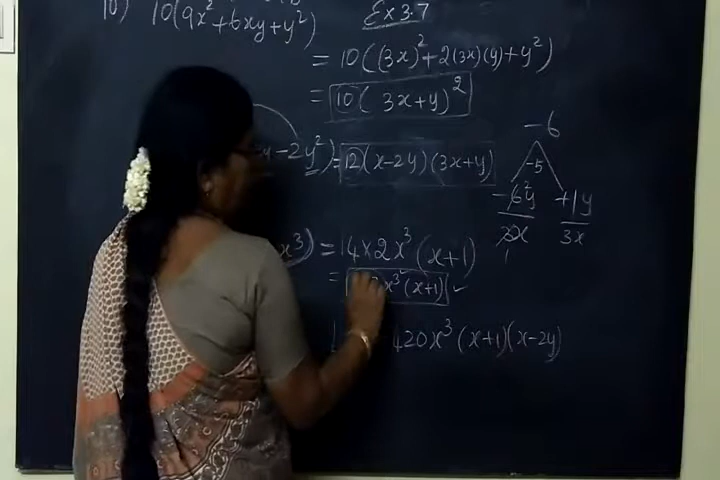 10) 10(9x²+6xy+y²)
Ex 3.7
= 10((3x)²+2(3x)(y)+y²)
= 10(3x+y)²
y-2y²) = 12(x-2y)(3x+y)
-6
-5
-6y +1y
3x 3x
x³) = 14×2x³(x+1)
x³(x+1) ✓
420x³(x+1)(x-2y)